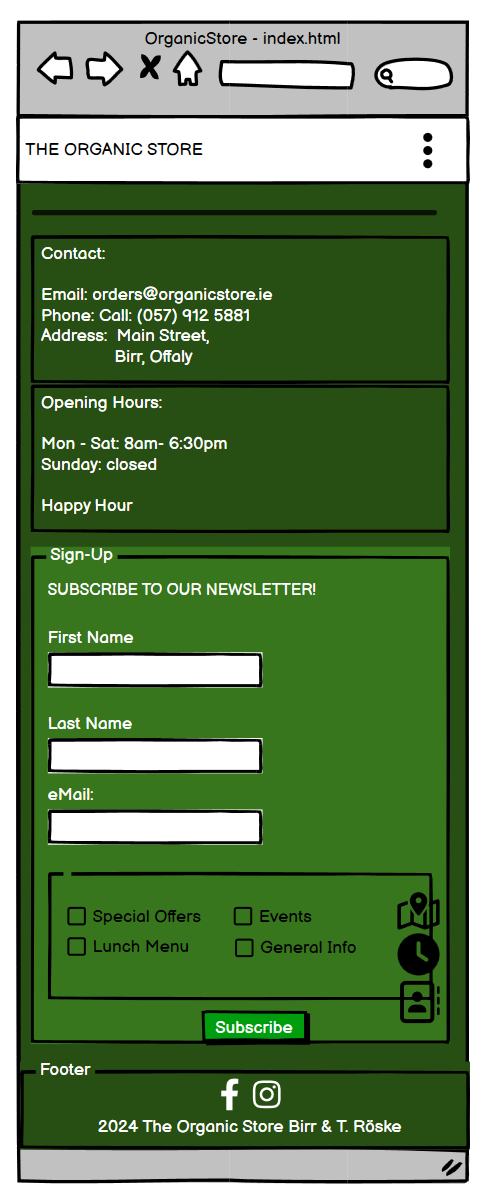 OrganicStore - index.html
THE ORGANIC STORE
Contact:
Email: orders@organicstore.ie
Phone: Call: (057) 912 5881
Address: Main Street,
Birr, Offaly
Opening Hours:
Mon - Sat: 8am- 6:30pm
Sunday: closed
Happy Hour
Sign-Up
SUBSCRIBE TO OUR NEWSLETTER!
First Name
Last Name
eMail:
Special Offers
Events
Lunch Menu
General Info
Subscribe
Footer
2024 The Organic Store Birr & T. Röske